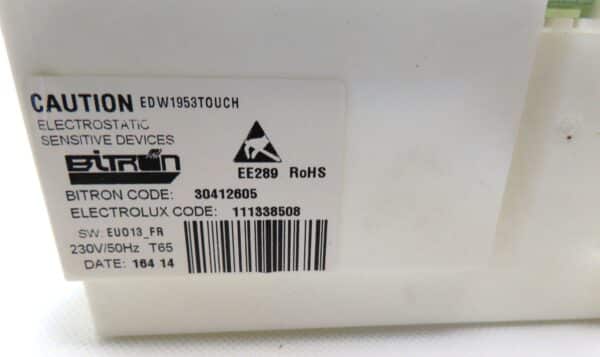 CAUTION EDW1953TOUCH
ELECTROSTATIC
SENSITIVE DEVICES
BITRON
EE289 RoHS
BITRON CODE: 30412605
ELECTROLUX CODE: 111338508
SW: EU013_FR
230V/50Hz T65
DATE: 164 14